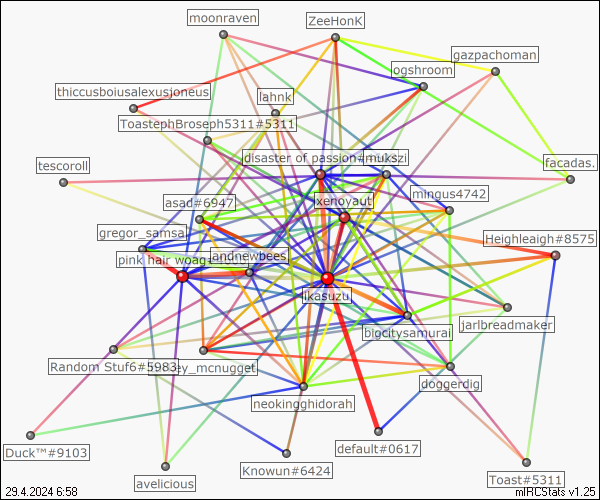 moonraven
ZeeHonK
gazpachoman
ogshroom
thiccusboiusalexusjoneus
lahnk
ToastephBroseph5311#5311
disaster of passion#
mukszi
tescoroll
facadas.
mingus4742
asad#6947
xenoyaut
gregor_samsa
Heighleaigh#8575
pink hair woag
landnewbees
ikasuzu
bigcitysamurai
jarlbreadmaker
Random Stuf6#5983
ey_mcnugget
doggerdig
neokingghidorah
Duck™#9103
default#0617
avelicious
Knowun#6424
Toast#5311
29.4.2024 6:58
mIRCStats v1.25